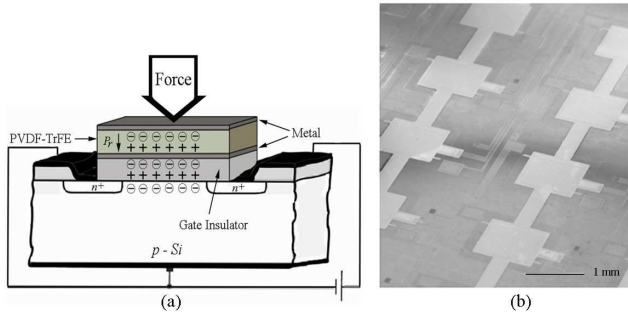 Force
PVDF-TrFE
P_r
⊖ ⊖ ⊖ ⊖ ⊖ ⊖
+ + + + + +
Metal
⊖ ⊖ ⊖ ⊖ ⊖ ⊖
+ + + + + +
n+ ⊖ ⊖ ⊖ ⊖ ⊖ ⊖ n+
Gate Insulator
p - Si
1 mm
(a)
(b)